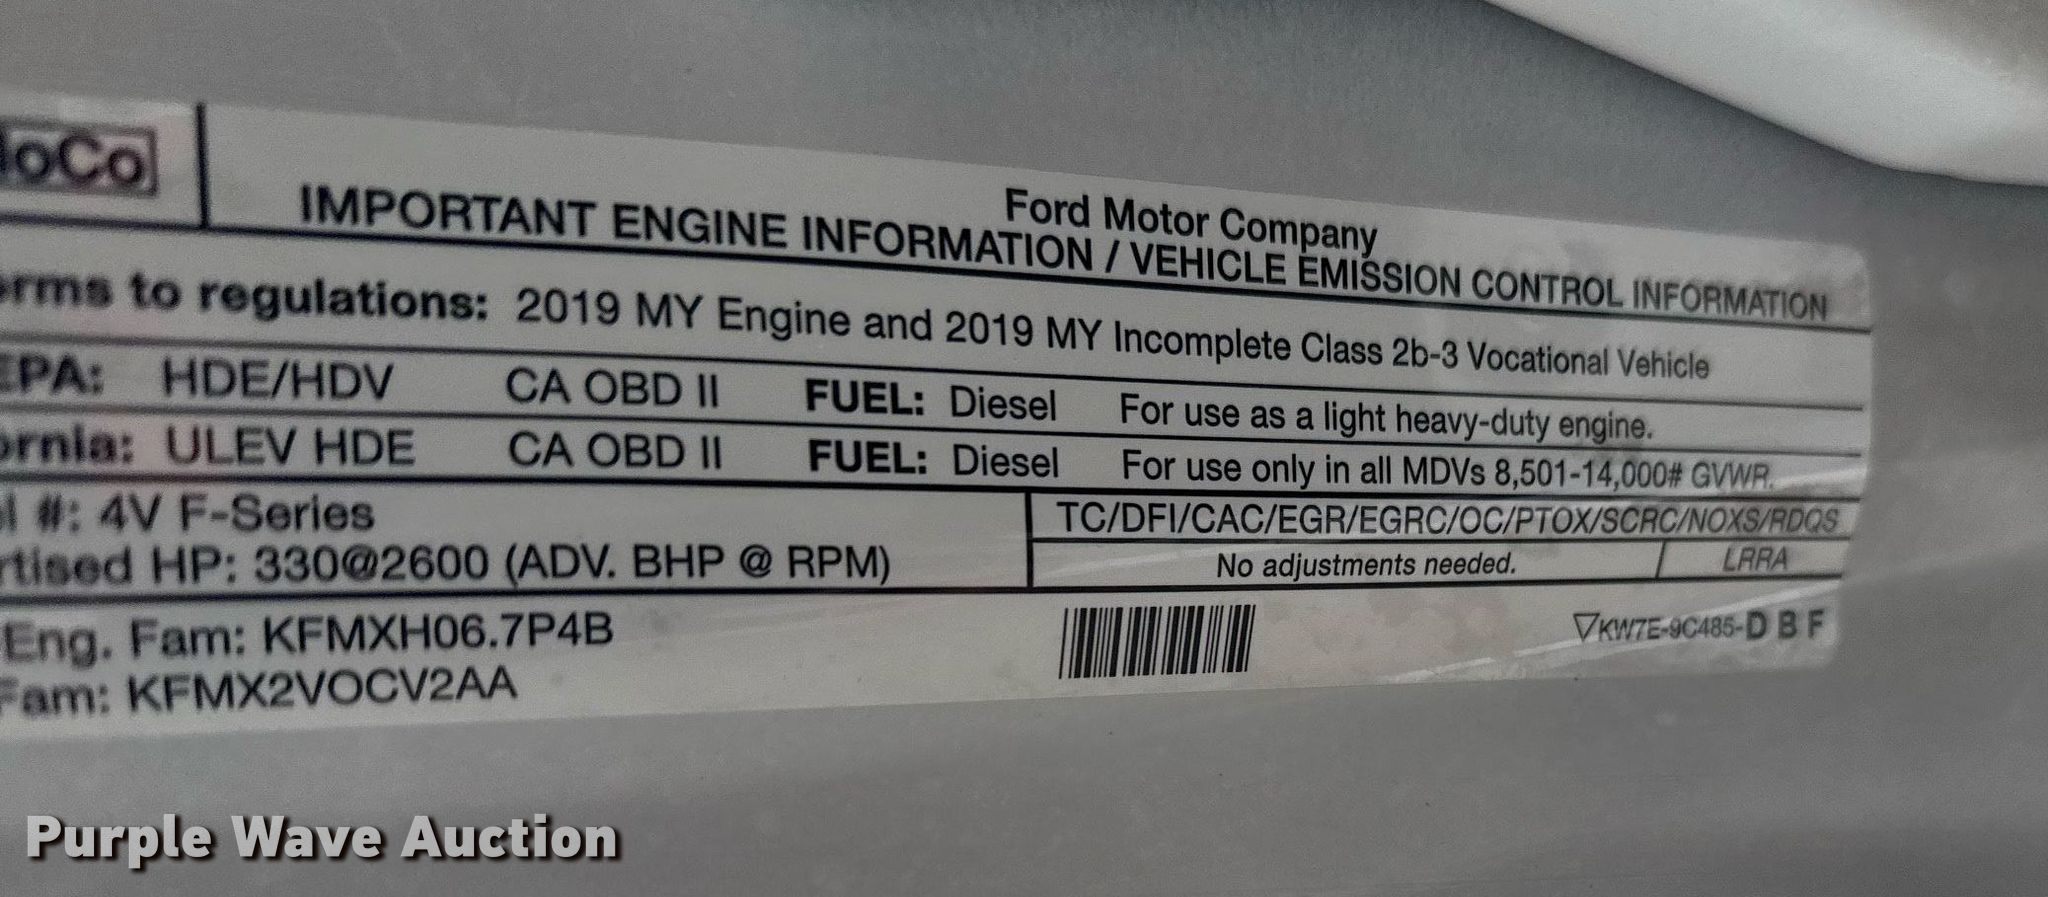 oCo
Ford Motor Company
IMPORTANT ENGINE INFORMATION / VEHICLE EMISSION CONTROL INFORMATION
rms to regulations: 2019 MY Engine and 2019 MY Incomplete Class 2b-3 Vocational Vehicle
EPA: HDE/HDV CA OBD II FUEL: Diesel For use as a light heavy-duty engine.
ornia: ULEV HDE CA OBD II FUEL: Diesel For use only in all MDVs 8,501-14,000# GVWR.
l #: 4V F-Series
TC/DFI/CAC/EGR/EGRC/OC/PTOX/SCRC/NOXS/RDQS
rtised HP: 330@2600 (ADV. BHP @ RPM)
No adjustments needed. LRRA
Eng. Fam: KFMXH06.7P4B
▽KW7E-9C485-D B F
Fam: KFMX2VOCV2AA
Purple Wave Auction